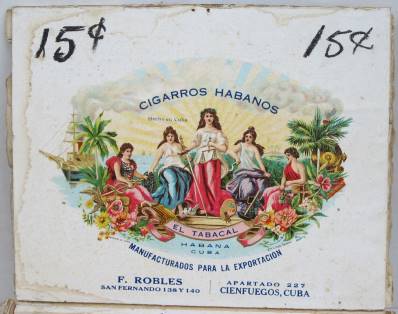 15¢ 15¢
CIGARROS HABANOS
Hecho en Cuba
EL TABACAL
HABANA
CUBA
MANUFACTURADOS PARA LA EXPORTACION
F. ROBLES
SAN FERNANDO 138 Y 140
APARTADO 227
CIENFUEGOS, CUBA